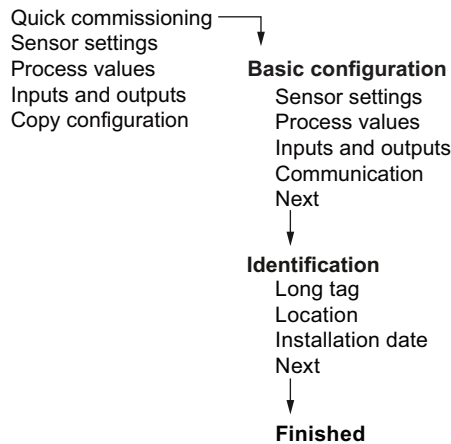 Quick commissioning
Sensor settings
Process values
Inputs and outputs
Copy configuration
Basic configuration
Sensor settings
Process values
Inputs and outputs
Communication
Next
Identification
Long tag
Location
Installation date
Next
Finished